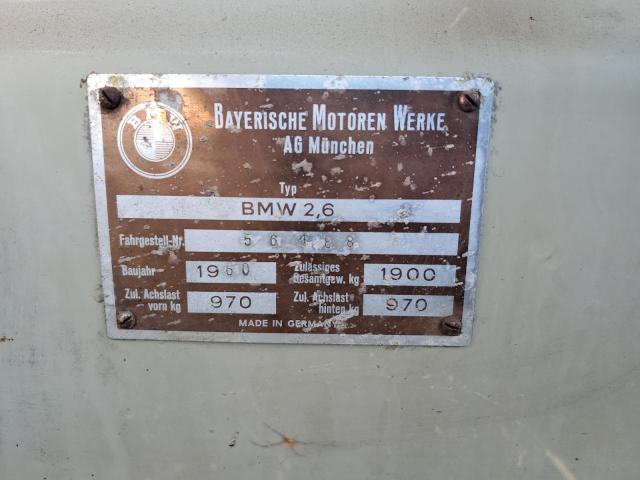 BMW
BAYERISCHE MOTOREN WERKE
AG München
Typ
BMW 2,6
Fahrgestell-Nr.
Baujahr 1960 Zulässiges Gesamtgew. kg 1900
Zul. Achslast vorn kg 970 Zul. Achslast hinten kg 970
MADE IN GERMANY